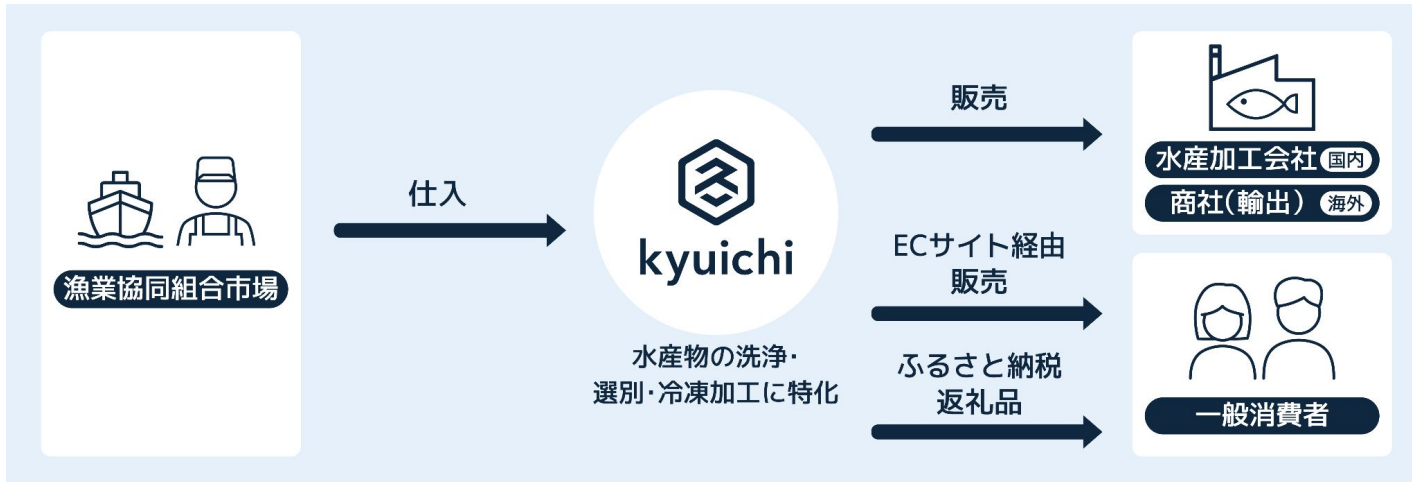 漁業協同組合市場
仕入
kyuichi
水産物の洗浄・
選別・冷凍加工に特化
販売
水産加工会社 国内
商社(輸出) 海外
ECサイト経由
販売
ふるさと納税
返礼品
一般消費者